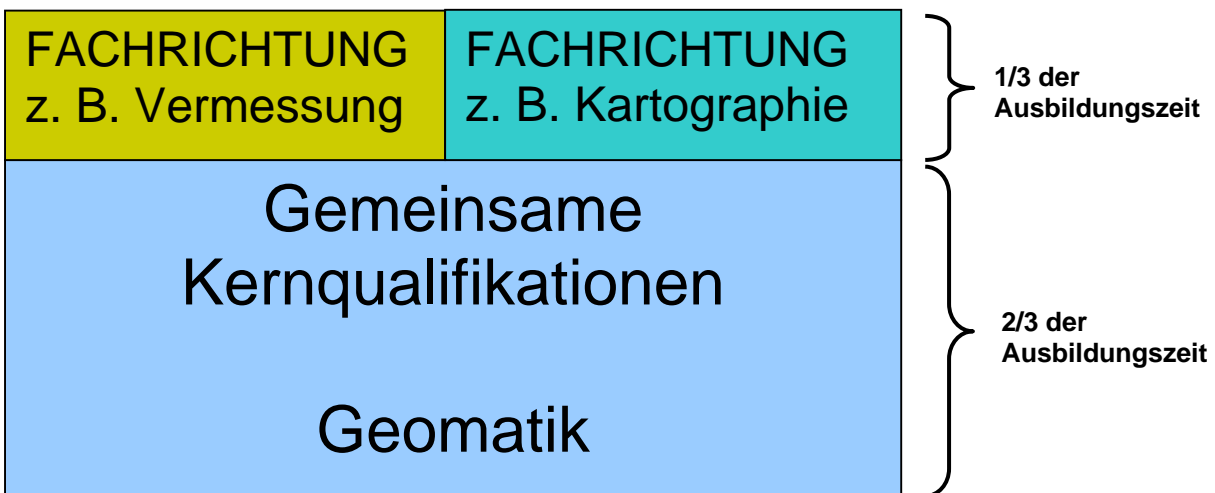 FACHRICHTUNG
z. B. Vermessung
FACHRICHTUNG
z. B. Kartographie
1/3 der
Ausbildungszeit
Gemeinsame
Kernqualifikationen
Geomatik
2/3 der
Ausbildungszeit